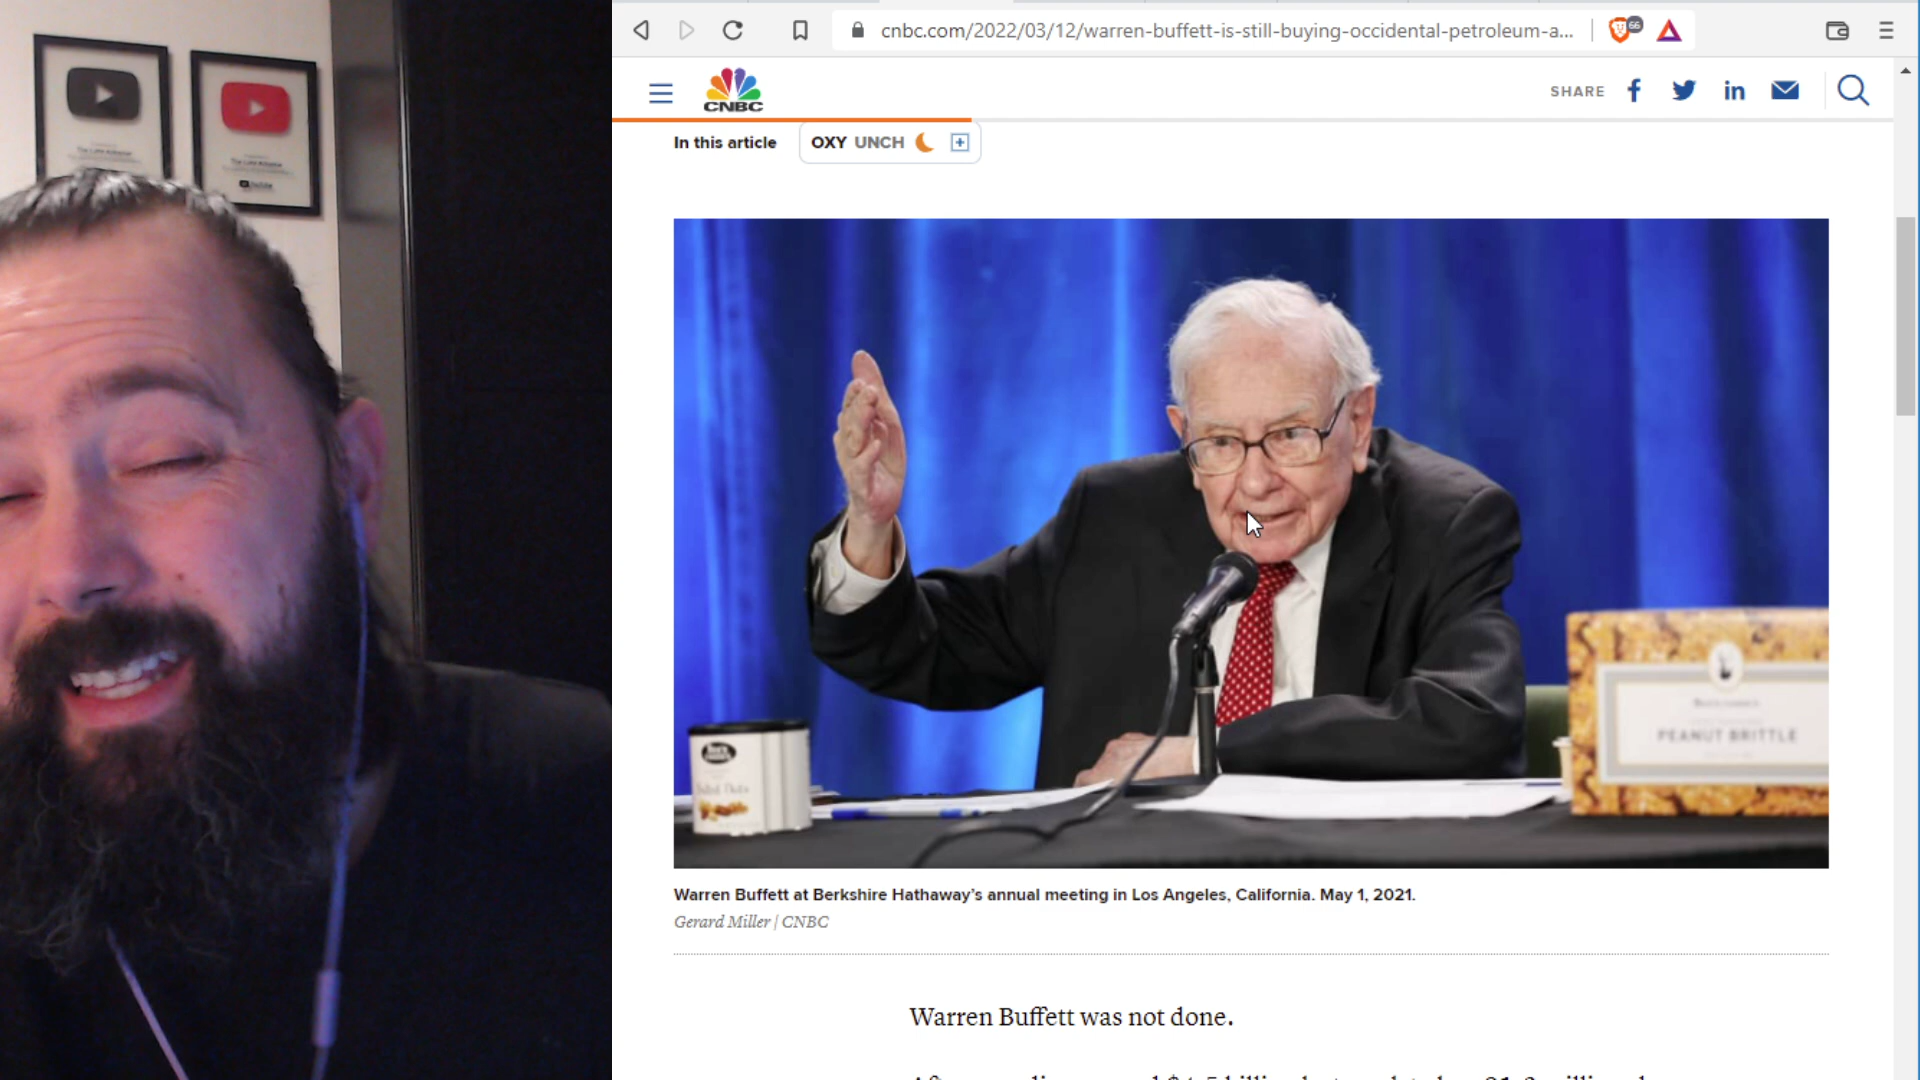 cnbc.com/2022/03/12/warren-buffett-is-still-buying-occidental-petroleum-a...
66
CNBC
SHARE
In this article
OXY UNCH
PEANUT BRITTLE
Warren Buffett at Berkshire Hathaway's annual meeting in Los Angeles, California. May 1, 2021.
Gerard Miller | CNBC
Warren Buffett was not done.